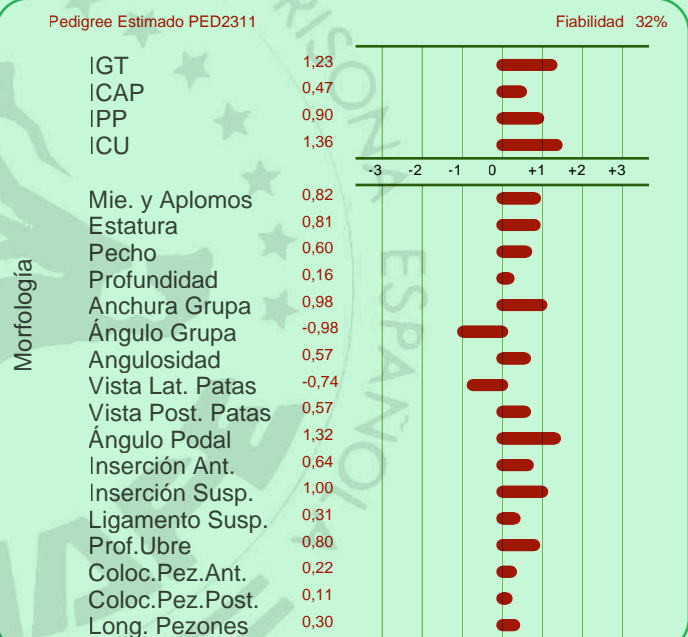 Pedigree Estimado PED2311 Fiabilidad 32%
IGT 1,23
ICAP 0,47
IPP 0,90
ICU 1,36
-3 -2 -1 0 +1 +2 +3
Morfología
Mie. y Aplomos 0,82
Estatura 0,81
Pecho 0,60
Profundidad 0,16
Anchura Grupa 0,98
Ángulo Grupa -0,98
Angulosidad 0,57
Vista Lat. Patas -0,74
Vista Post. Patas 0,57
Ángulo Podal 1,32
Inserción Ant. 0,64
Inserción Susp. 1,00
Ligamento Susp. 0,31
Prof.Ubre 0,80
Coloc.Pez.Ant. 0,22
Coloc.Pez.Post. 0,11
Long. Pezones 0,30
RISONA ESPAÑOLA